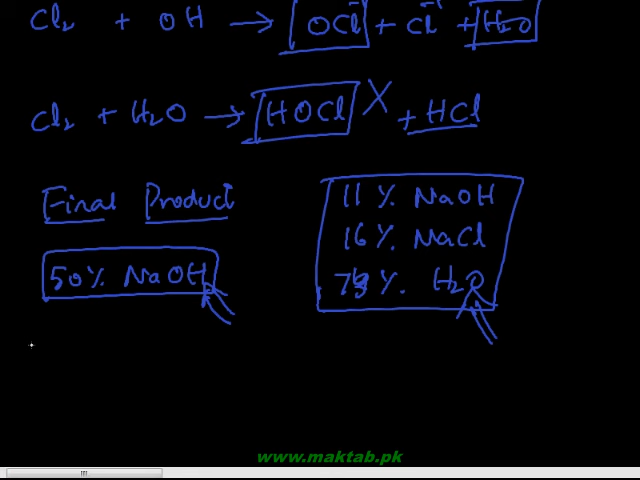 Cl₂ + OH → [OCl⁻] + Cl⁻ + H₂O
Cl₂ + H₂O → HOCl X + HCl
Final Product
50% NaOH
11% NaOH
16% NaCl
% H₂O
www.maktab.pk